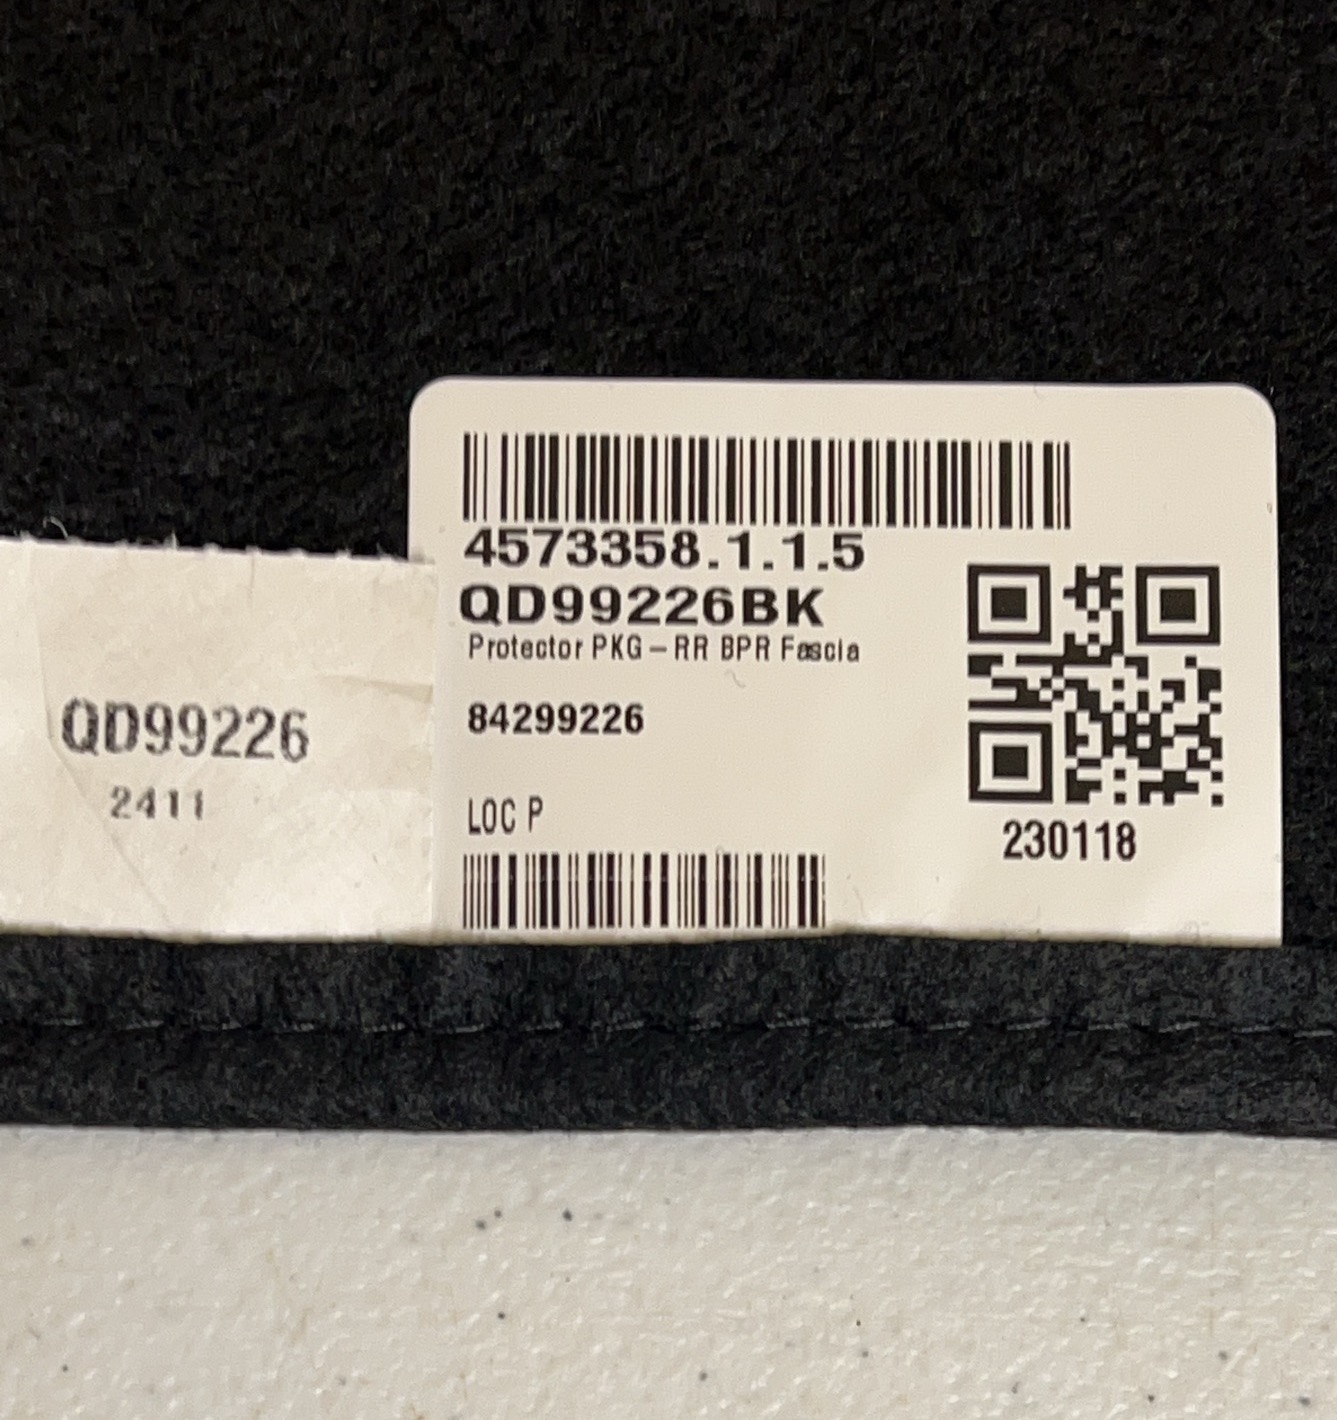 QD99226
2411
4573358.1.1.5
QD99226BK
Protector PKG – RR BPR Fascia
84299226
LOC P
230118